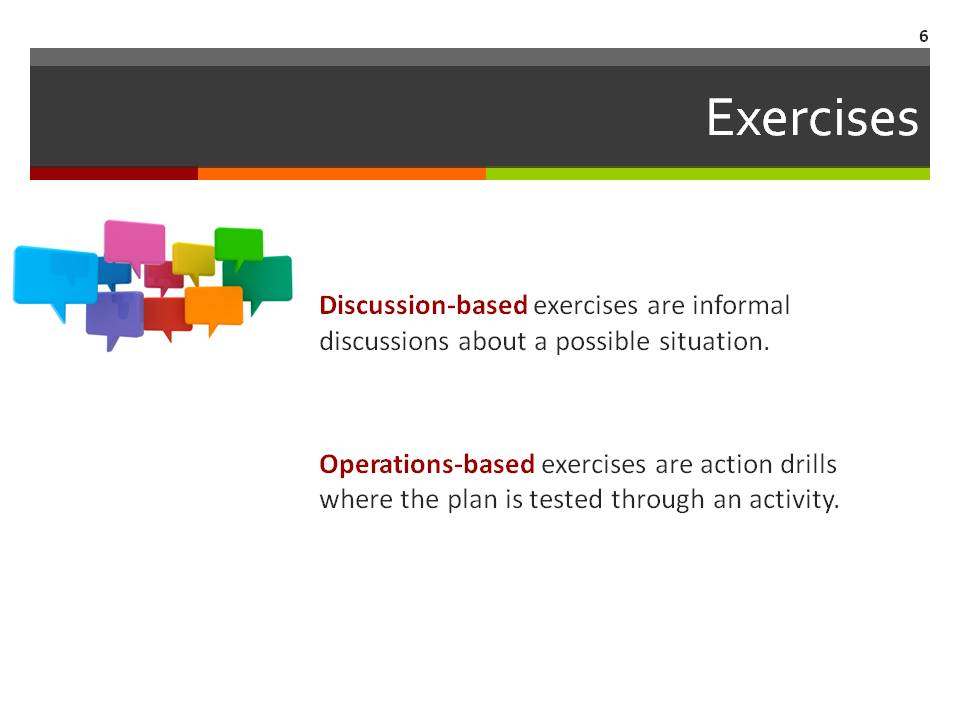 6
Exercises
Discussion-based exercises are informal
discussions about a possible situation.
Operations-based exercises are action drills
where the plan is tested through an activity.